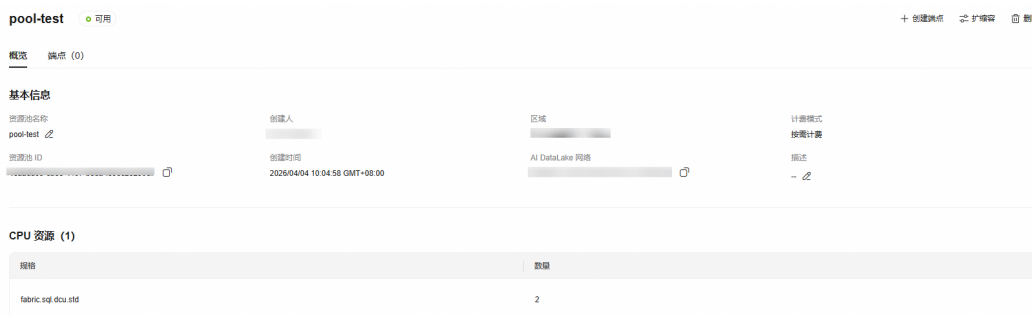 pool-test 可用 创建端点 扩缩容 删
概览 端点（0）
基本信息
资源池名称 创建人 区域 计费模式
pool-test 按需计费
资源池 ID 创建时间 AI DataLake 网络 描述
2026/04/04 10:04:58 GMT+08:00 --
CPU 资源（1）
规格 数量
fabric.sql.dcu.std 2